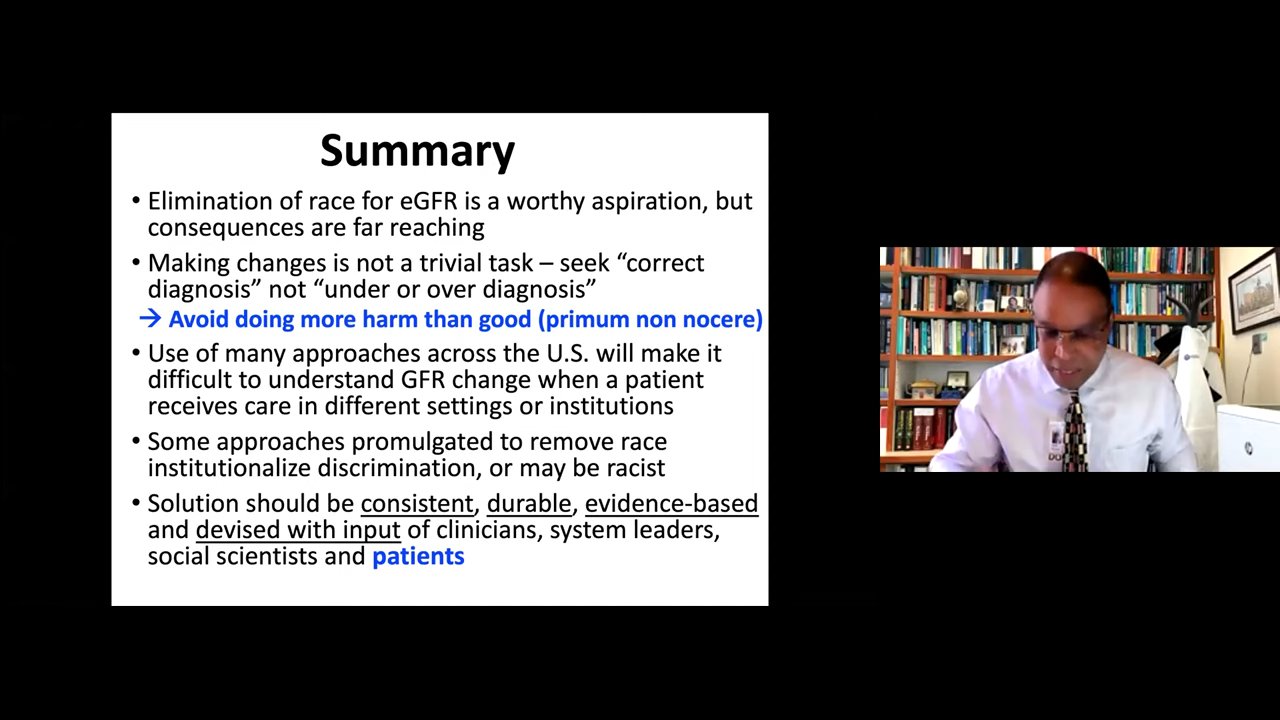 Summary
• Elimination of race for eGFR is a worthy aspiration, but
consequences are far reaching
• Making changes is not a trivial task – seek “correct
diagnosis” not “under or over diagnosis”
→ Avoid doing more harm than good (primum non nocere)
• Use of many approaches across the U.S. will make it
difficult to understand GFR change when a patient
receives care in different settings or institutions
• Some approaches promulgated to remove race
institutionalize discrimination, or may be racist
• Solution should be consistent, durable, evidence-based
and devised with input of clinicians, system leaders,
social scientists and patients
hp